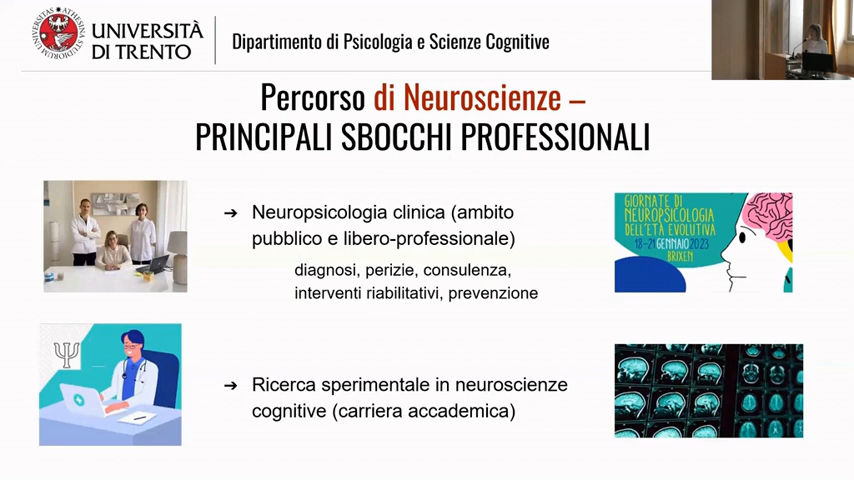 UNIVERSITÀ
DI TRENTO
Dipartimento di Psicologia e Scienze Cognitive
Percorso di Neuroscienze –
PRINCIPALI SBOCCHI PROFESSIONALI
➔ Neuropsicologia clinica (ambito
pubblico e libero-professionale)
diagnosi, perizie, consulenza,
interventi riabilitativi, prevenzione
GIORNATE DI
NEUROPSICOLOGIA
DELL'ETÀ EVOLUTIVA
18-21 GENNAIO 2023
BRIXEN
➔ Ricerca sperimentale in neuroscienze
cognitive (carriera accademica)